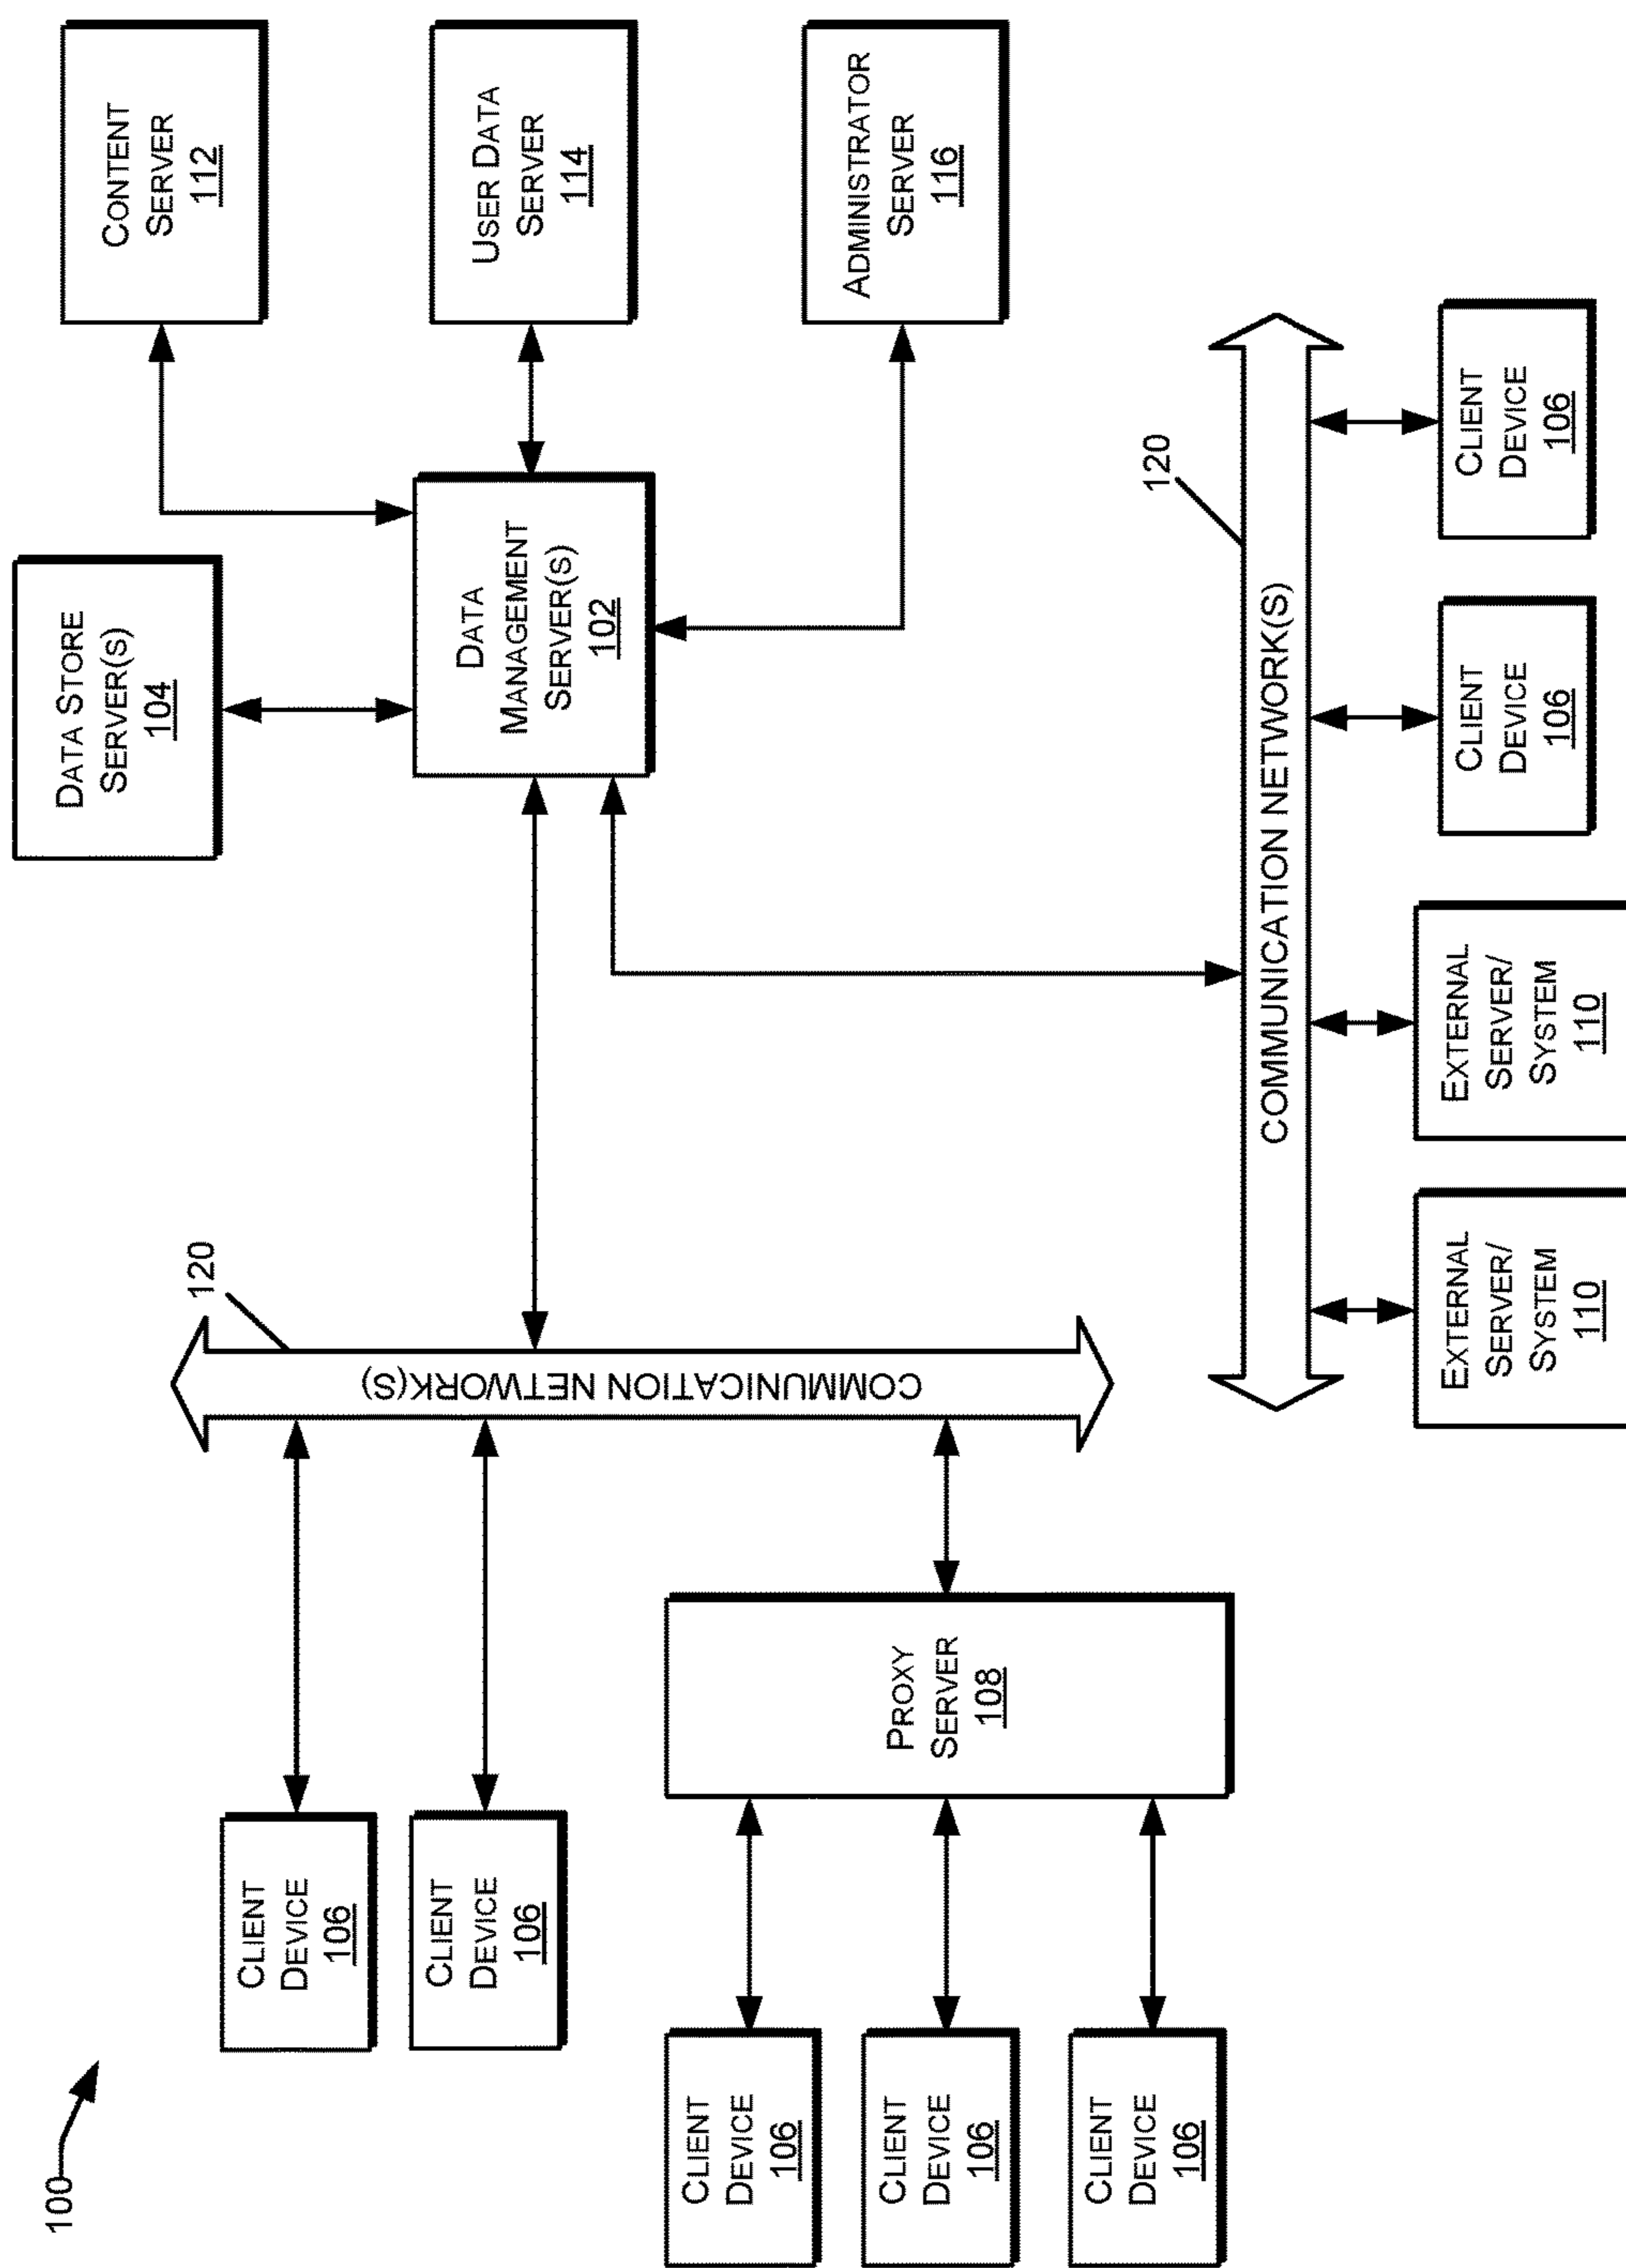 100
CLIENT
DEVICE
106
CLIENT
DEVICE
106
CLIENT
DEVICE
106
CLIENT
DEVICE
106
CLIENT
DEVICE
106
PROXY
SERVER
108
120
COMMUNICATION NETWORK(S)
DATA STORE
SERVER(S)
104
DATA
MANAGEMENT
SERVER(S)
102
CONTENT
SERVER
112
USER DATA
SERVER
114
ADMINISTRATOR
SERVER
116
120
COMMUNICATION NETWORK(S)
EXTERNAL
SERVER/
SYSTEM
110
EXTERNAL
SERVER/
SYSTEM
110
CLIENT
DEVICE
106
CLIENT
DEVICE
106